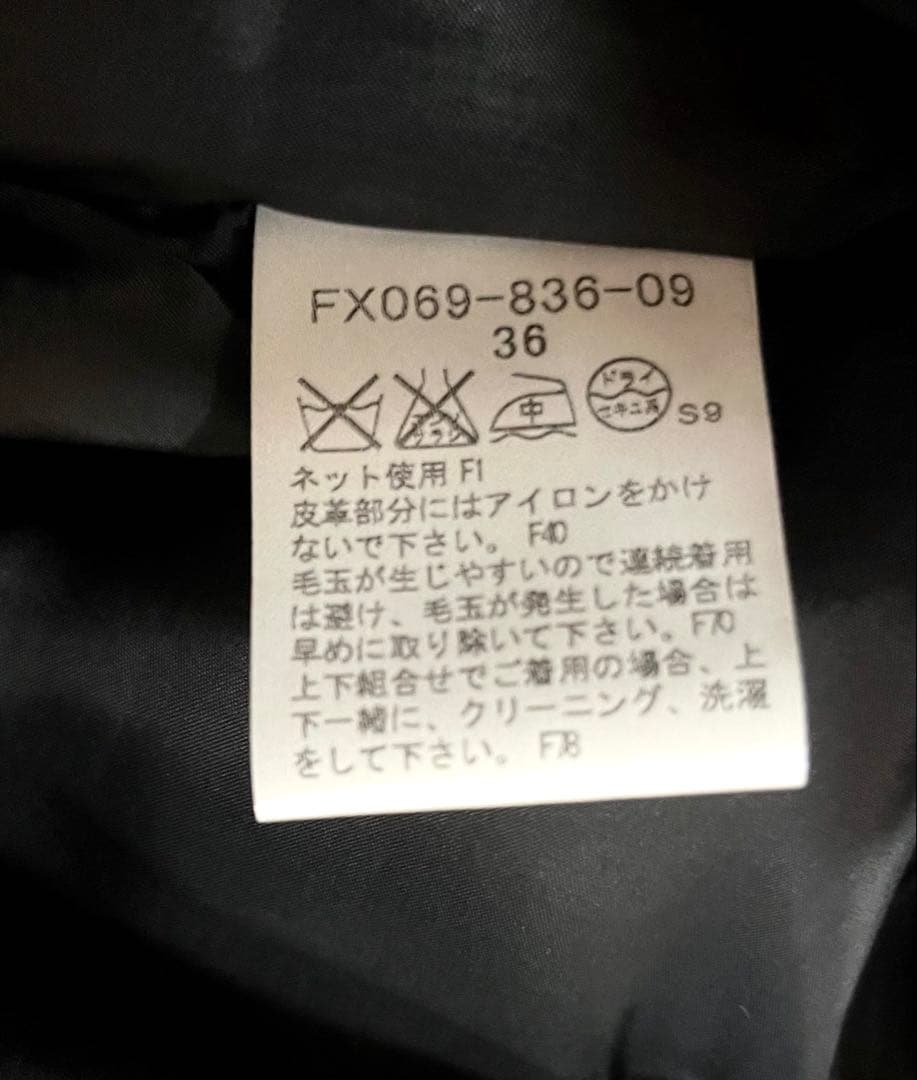 FX069-836-09
36
中
ドライ
セキユ系
S9
ネット使用 F1
皮革部分にはアイロンをかけ
ないで下さい。 F40
毛玉が生じやすいので連続着用
は避け、毛玉が発生した場合は
早めに取り除いて下さい。F70
上下組合せでご着用の場合、上
下一緒に、クリーニング、洗濯
をして下さい。 F78